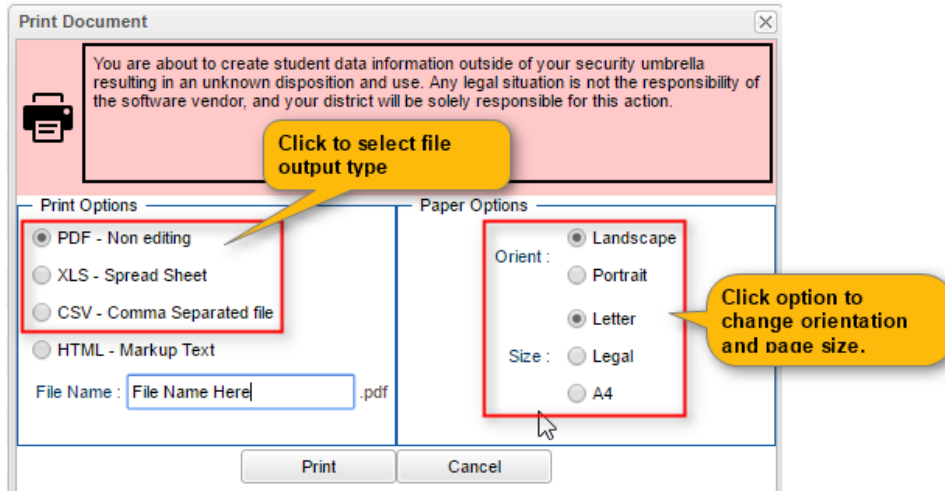 Print Document
You are about to create student data information outside of your security umbrella
resulting in an unknown disposition and use. Any legal situation is not the responsibility of
the software vendor, and your district will be solely responsible for this action.
Click to select file
output type
Print Options
PDF - Non editing
XLS - Spread Sheet
CSV - Comma Separated file
HTML - Markup Text
File Name : File Name Here .pdf
Paper Options
Orient :
Landscape
Portrait
Size :
Letter
Legal
A4
Click option to
change orientation
and page size.
Print
Cancel